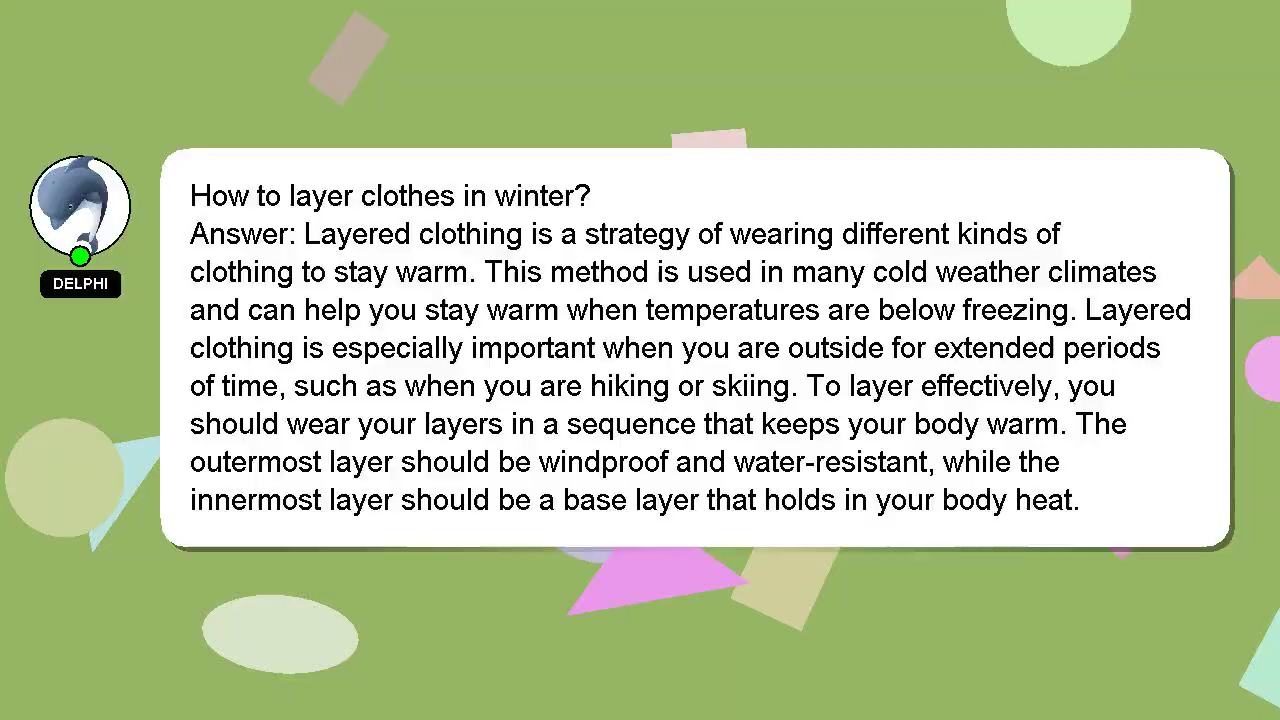 DELPHI
How to layer clothes in winter?
Answer: Layered clothing is a strategy of wearing different kinds of
clothing to stay warm. This method is used in many cold weather climates
and can help you stay warm when temperatures are below freezing. Layered
clothing is especially important when you are outside for extended periods
of time, such as when you are hiking or skiing. To layer effectively, you
should wear your layers in a sequence that keeps your body warm. The
outermost layer should be windproof and water-resistant, while the
innermost layer should be a base layer that holds in your body heat.